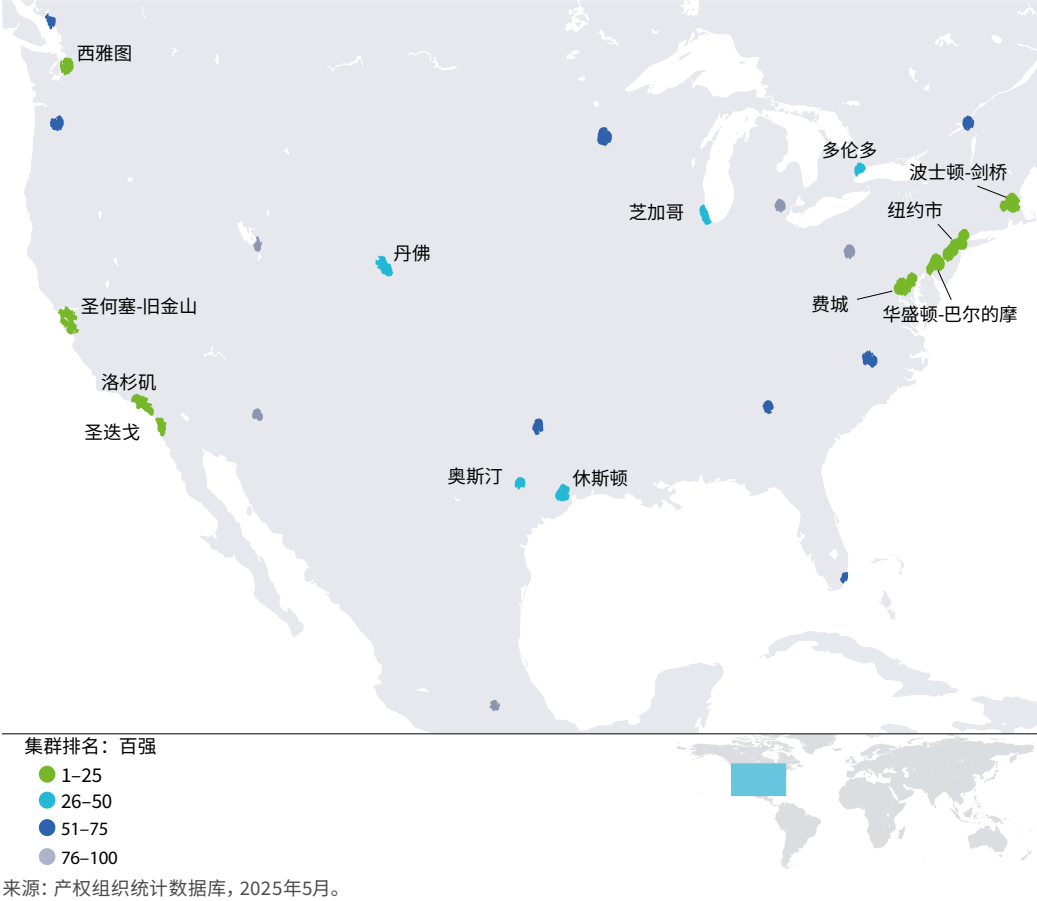 西雅图
多伦多
波士顿-剑桥
芝加哥
纽约市
丹佛
费城
华盛顿-巴尔的摩
圣何塞-旧金山
洛杉矶
圣迭戈
奥斯汀
休斯顿
集群排名：百强
1–25
26–50
51–75
76–100
来源：产权组织统计数据库，2025年5月。